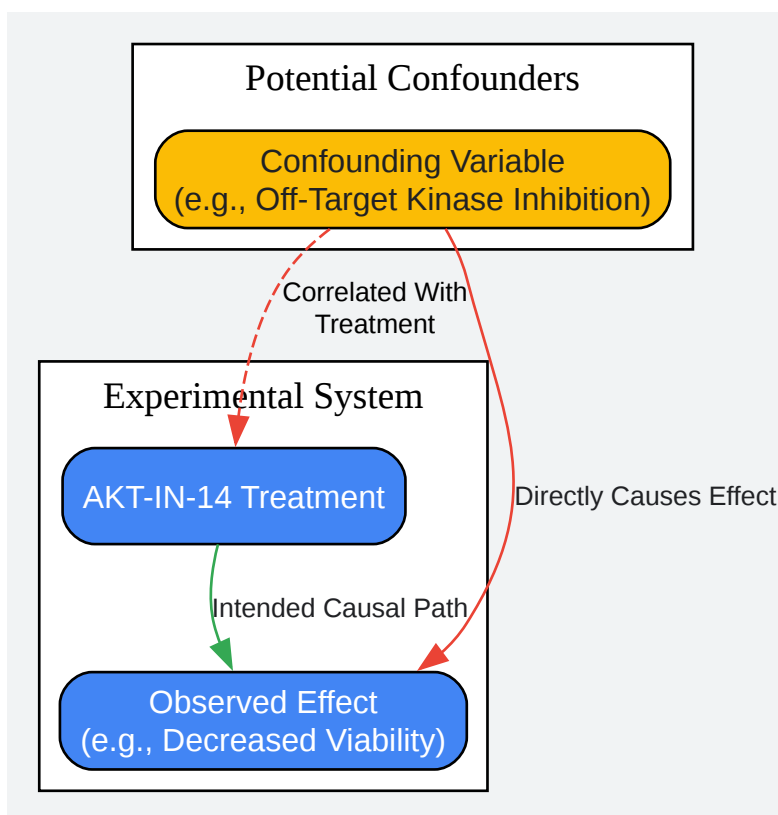 Potential Confounders
Confounding Variable
(e.g., Off-Target Kinase Inhibition)
Correlated With
Treatment
Experimental System
AKT-IN-14 Treatment
Directly Causes Effect
Intended Causal Path
Observed Effect
(e.g., Decreased Viability)